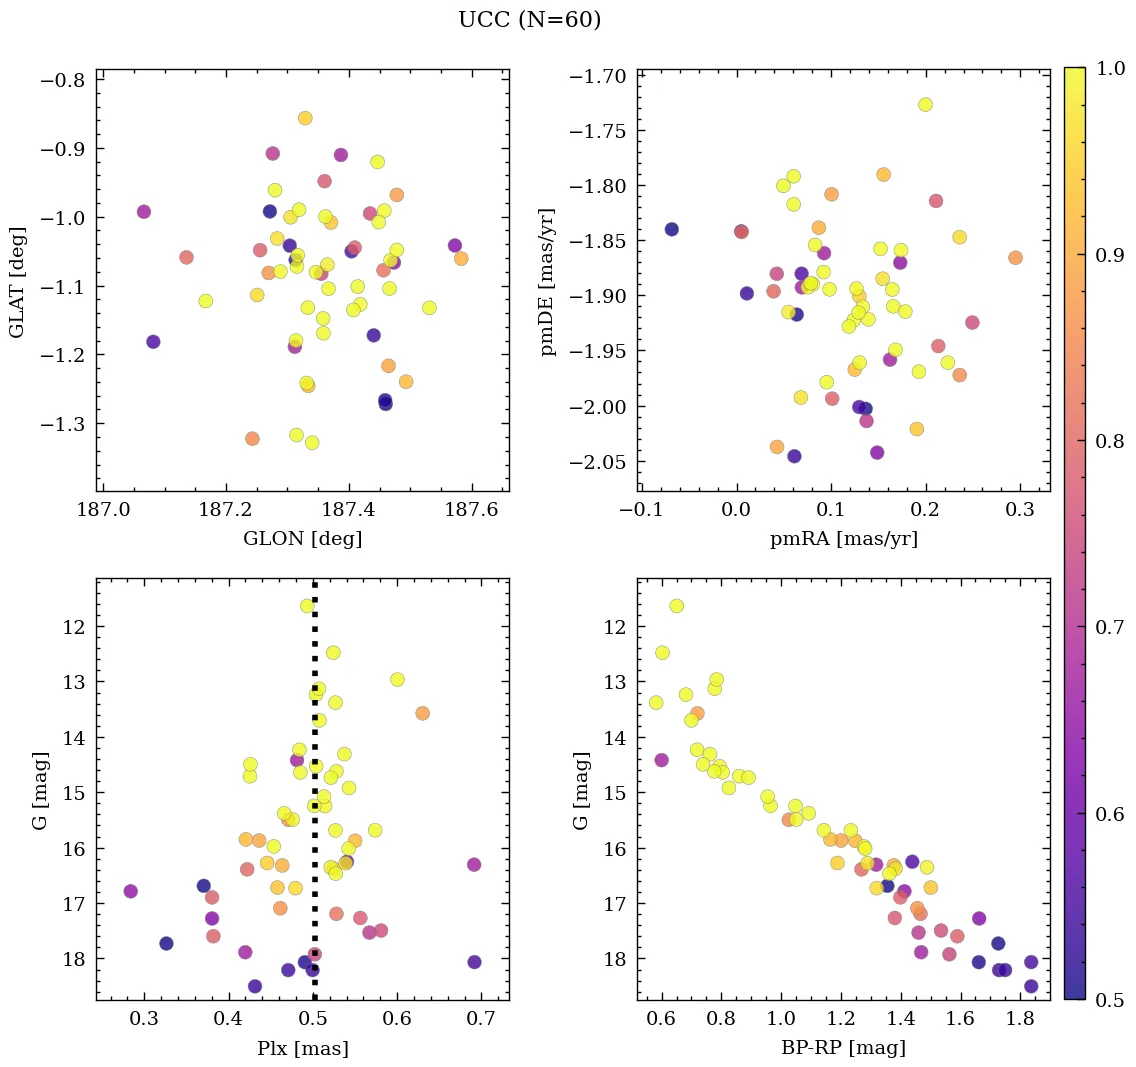 UCC (N=60)
−0.8
−0.9
−1.0
−1.1
−1.2
−1.3
GLAT [deg]
187.0 187.2 187.4 187.6
GLON [deg]
−1.70
−1.75
−1.80
−1.85
−1.90
−1.95
−2.00
−2.05
pmDE [mas/yr]
−0.1 0.0 0.1 0.2 0.3
pmRA [mas/yr]
12
13
14
15
16
17
18
G [mag]
0.3 0.4 0.5 0.6 0.7
Plx [mas]
12
13
14
15
16
17
18
G [mag]
0.6 0.8 1.0 1.2 1.4 1.6 1.8
BP-RP [mag]
1.0
0.9
0.8
0.7
0.6
0.5